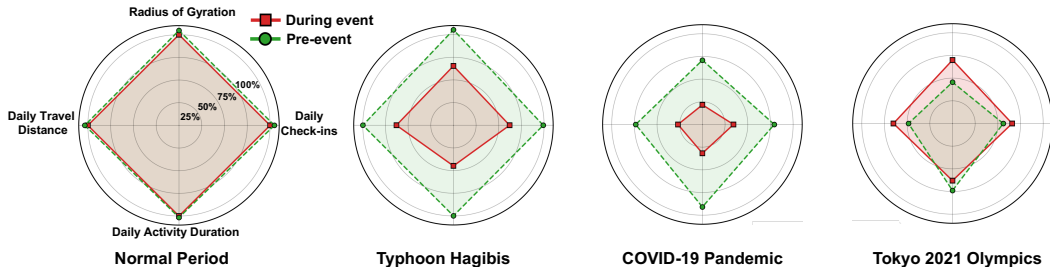 Radius of Gyration
During event
Pre-event
100%
75%
50%
25%
Daily Travel
Distance
Daily
Check-ins
Daily Activity Duration
Normal Period
Typhoon Hagibis
COVID-19 Pandemic
Tokyo 2021 Olympics